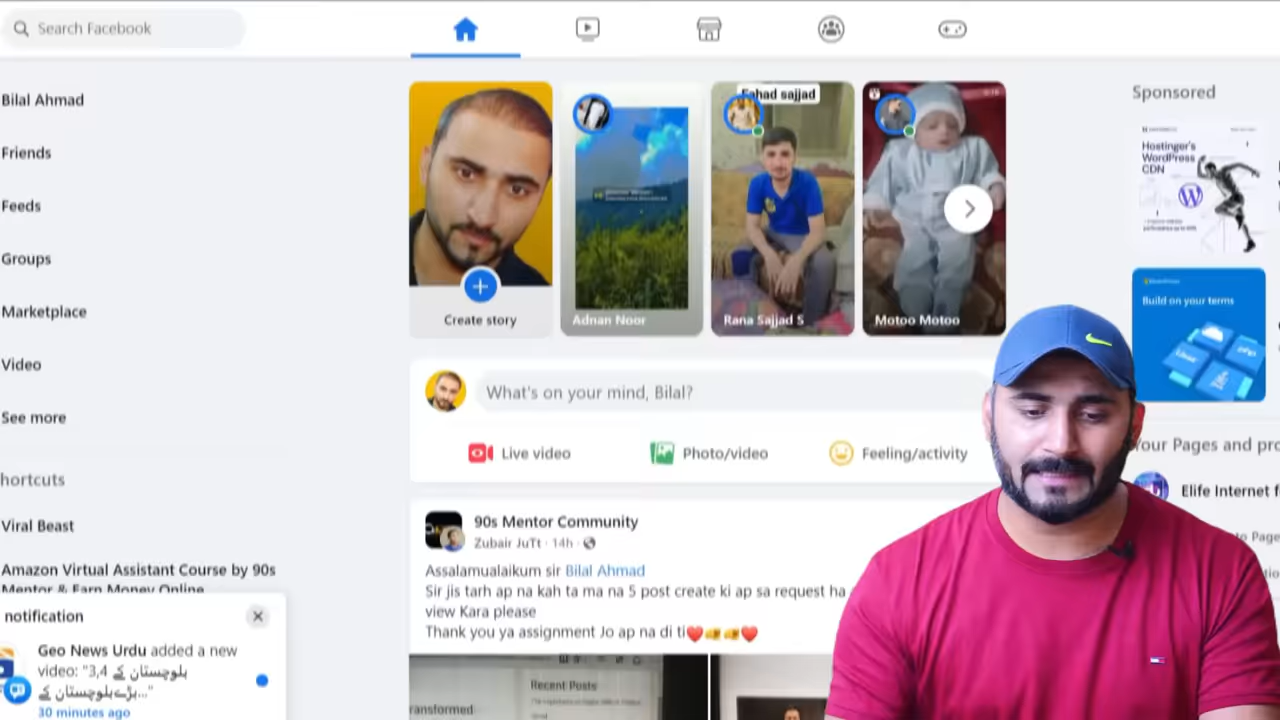 Search Facebook
Bilal Ahmad
Friends
Feeds
Groups
Marketplace
Video
See more
hortcuts
Viral Beast
Amazon Virtual Assistant Course by 90s
Mentor & Earn Money Online
notification
Geo News Urdu added a new
video: "3,4 بلوچستان کے
بڑےبلوچستان کے..."
30 minutes ago
Create story
Adnan Noor
Fahad sajjad
Rana Sajjad S
Motoo Motoo
What's on your mind, Bilal?
Live video
Photo/video
Feeling/activity
90s Mentor Community
Zubair JuTt · 14h ·
Assalamualaikum sir Bilal Ahmad
Sir jis tarh ap na kah ta ma na 5 post create ki ap sa request ha
view Kara please
Thank you ya assignment Jo ap na di ti❤️🤜🤜❤️
Recent Posts
ransformed
Sponsored
Hostinger's
WordPress
CDN
Build on your terms
Your Pages and pro
Elife Internet f
o Page